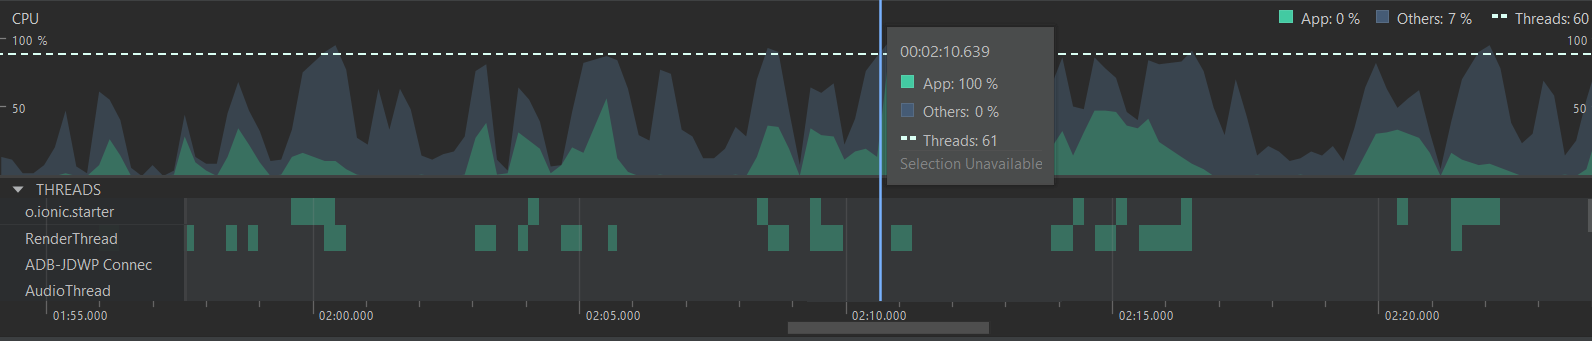 CPU
App: 0 %
Others: 7 %
Threads: 60
100 %
100
50
50
00:02:10.639
App: 100 %
Others: 0 %
Threads: 61
Selection Unavailable
THREADS
o.ionic.starter
RenderThread
ADB-JDWP Connec
AudioThread
01:55.000
02:00.000
02:05.000
02:10.000
02:15.000
02:20.000